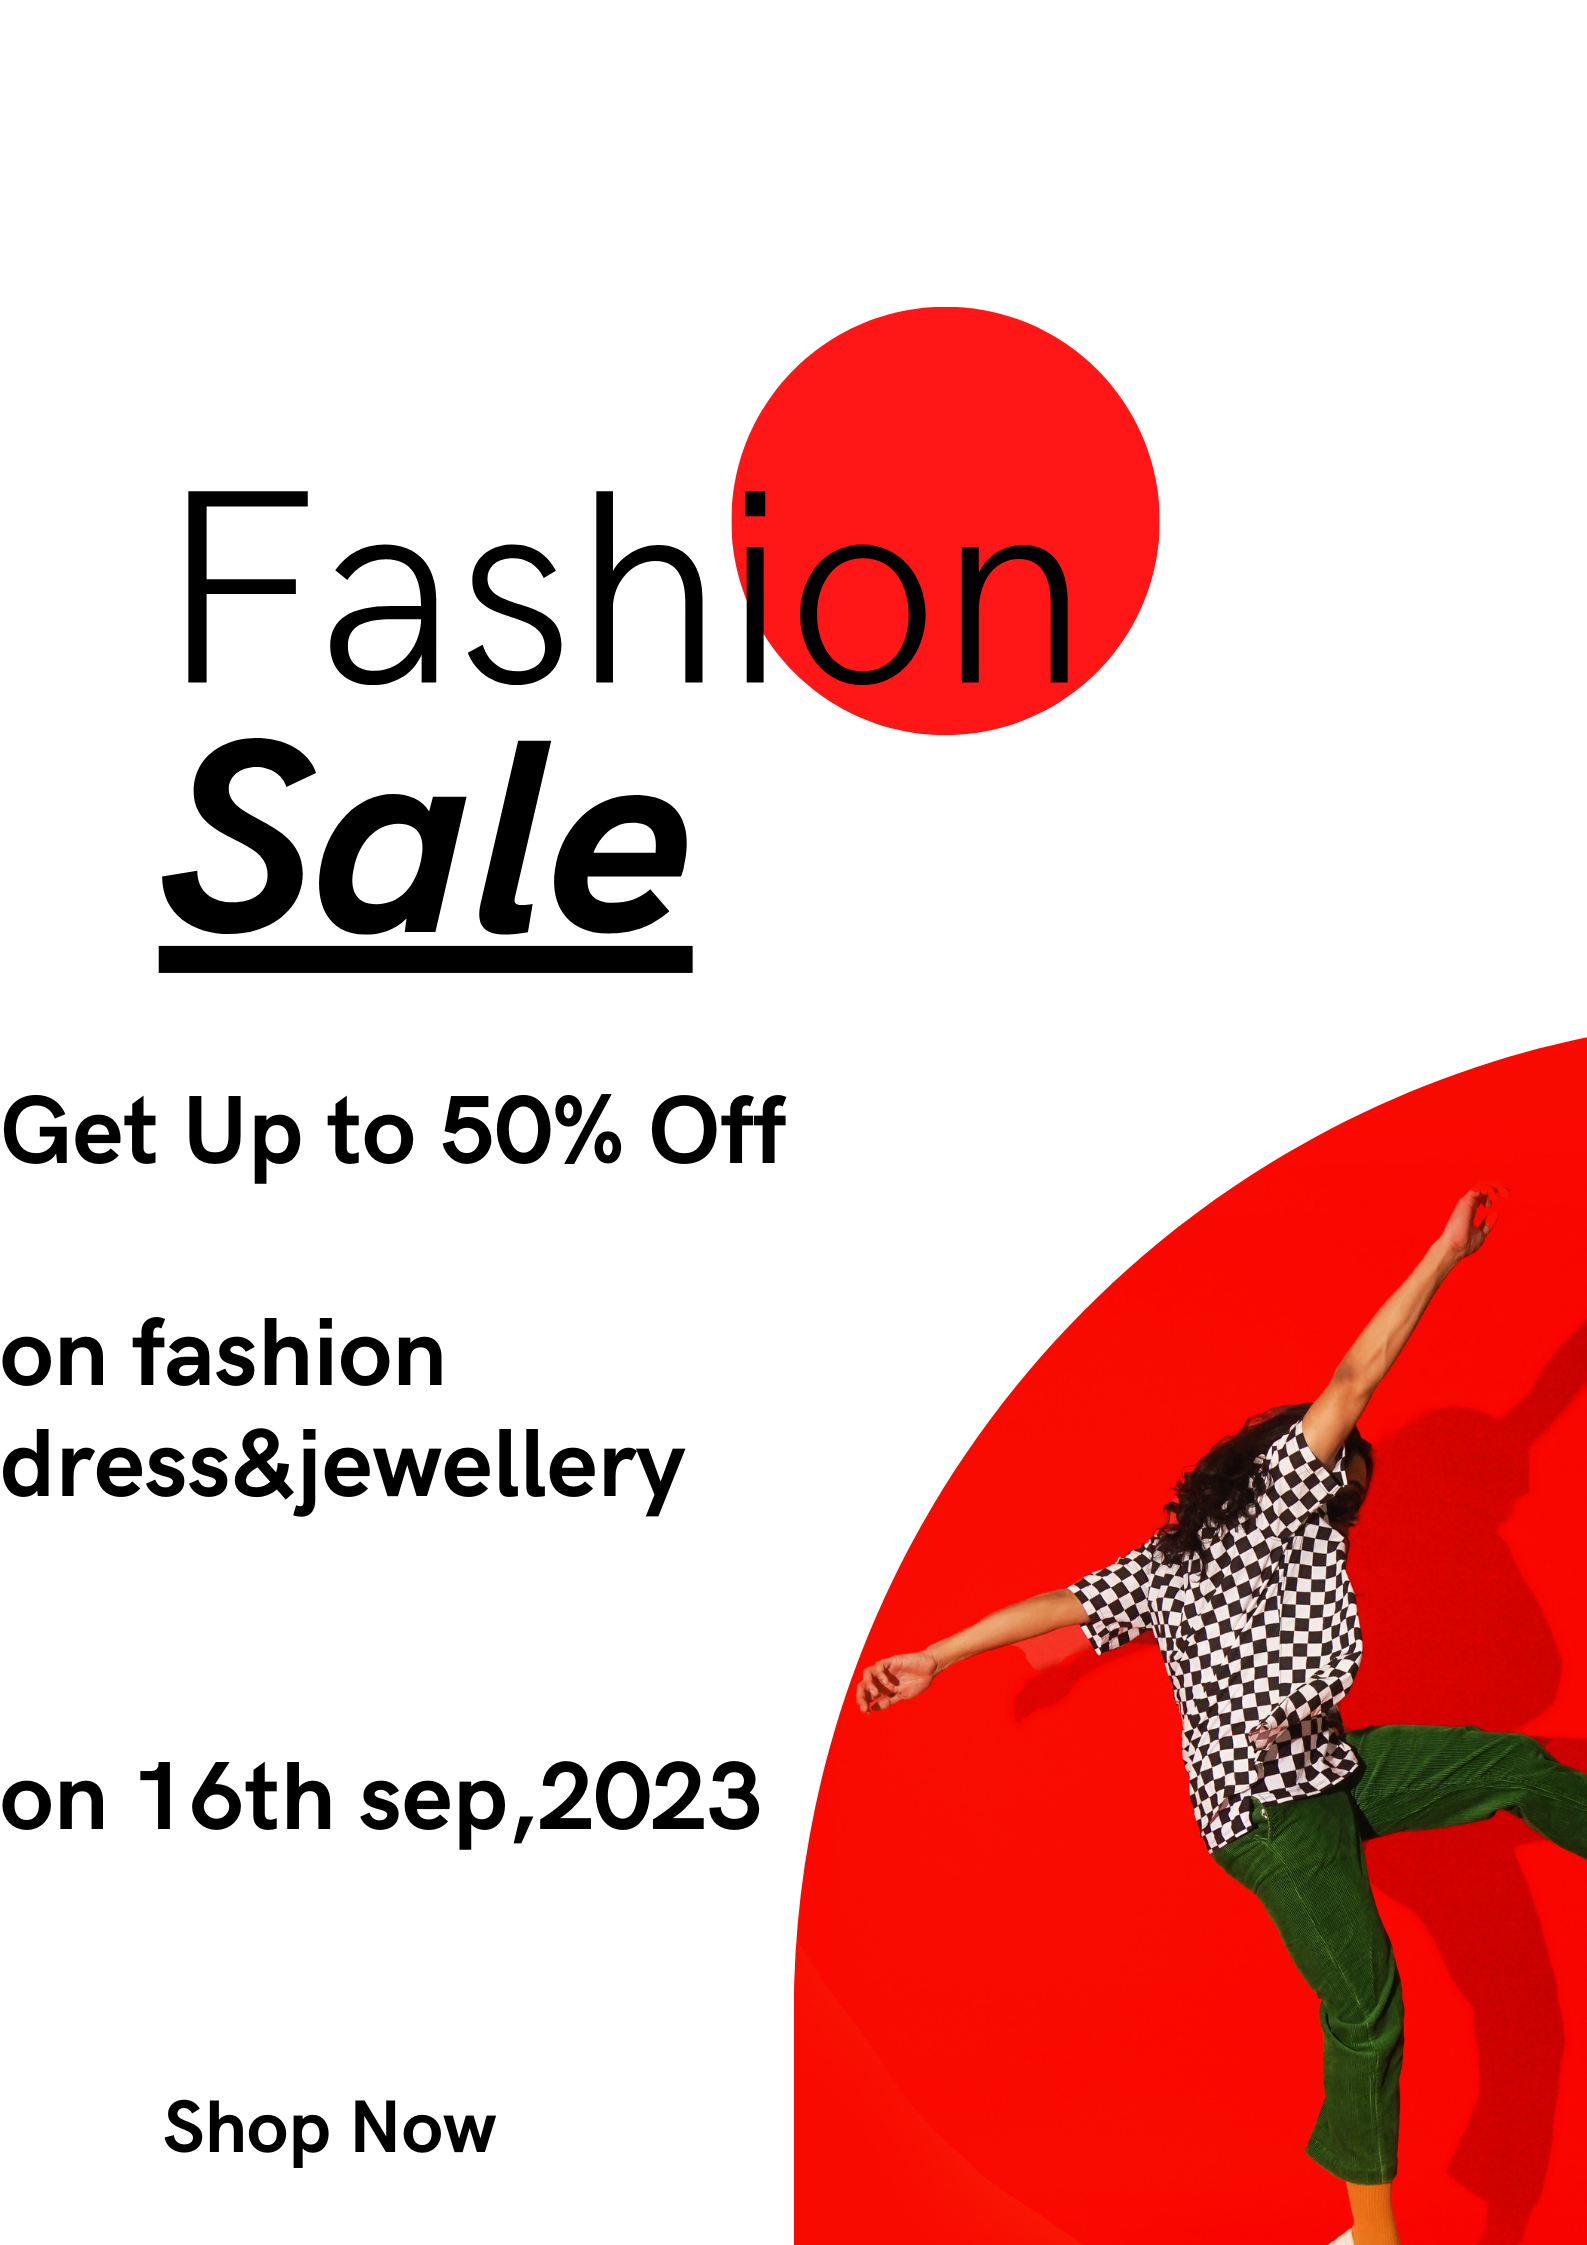 Fashion
Sale
Get Up to 50% Off
on fashion
dress&jewellery
on 16th sep,2023
Shop Now